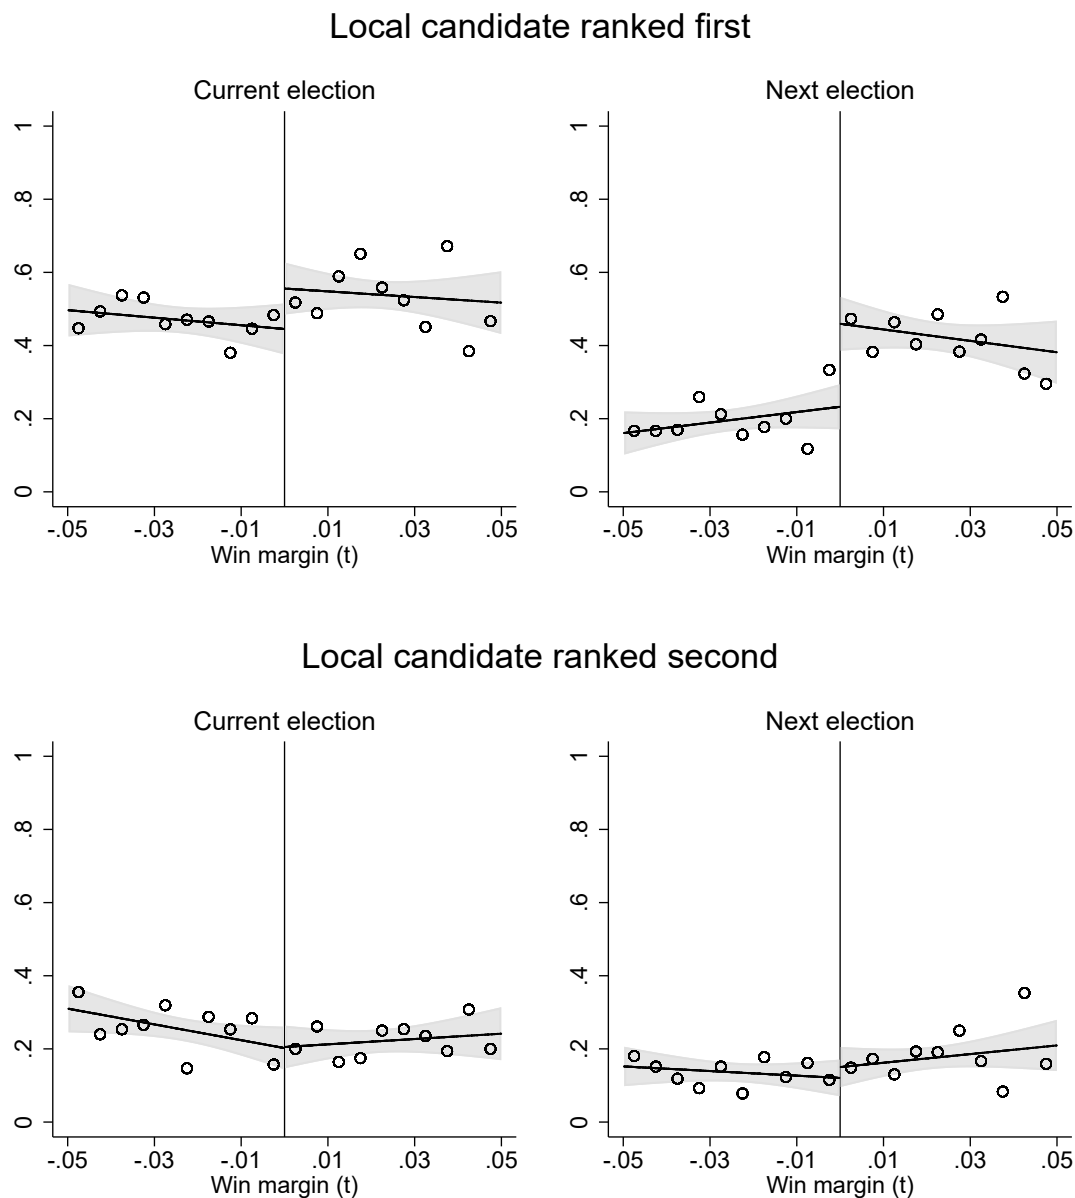 Local candidate ranked first
Current election
Next election
1
.8
.6
.4
.2
0
1
.8
.6
.4
.2
0
-.05 -.03 -.01 .01 .03 .05
-.05 -.03 -.01 .01 .03 .05
Win margin (t)
Win margin (t)
Local candidate ranked second
Current election
Next election
1
.8
.6
.4
.2
0
1
.8
.6
.4
.2
0
-.05 -.03 -.01 .01 .03 .05
-.05 -.03 -.01 .01 .03 .05
Win margin (t)
Win margin (t)